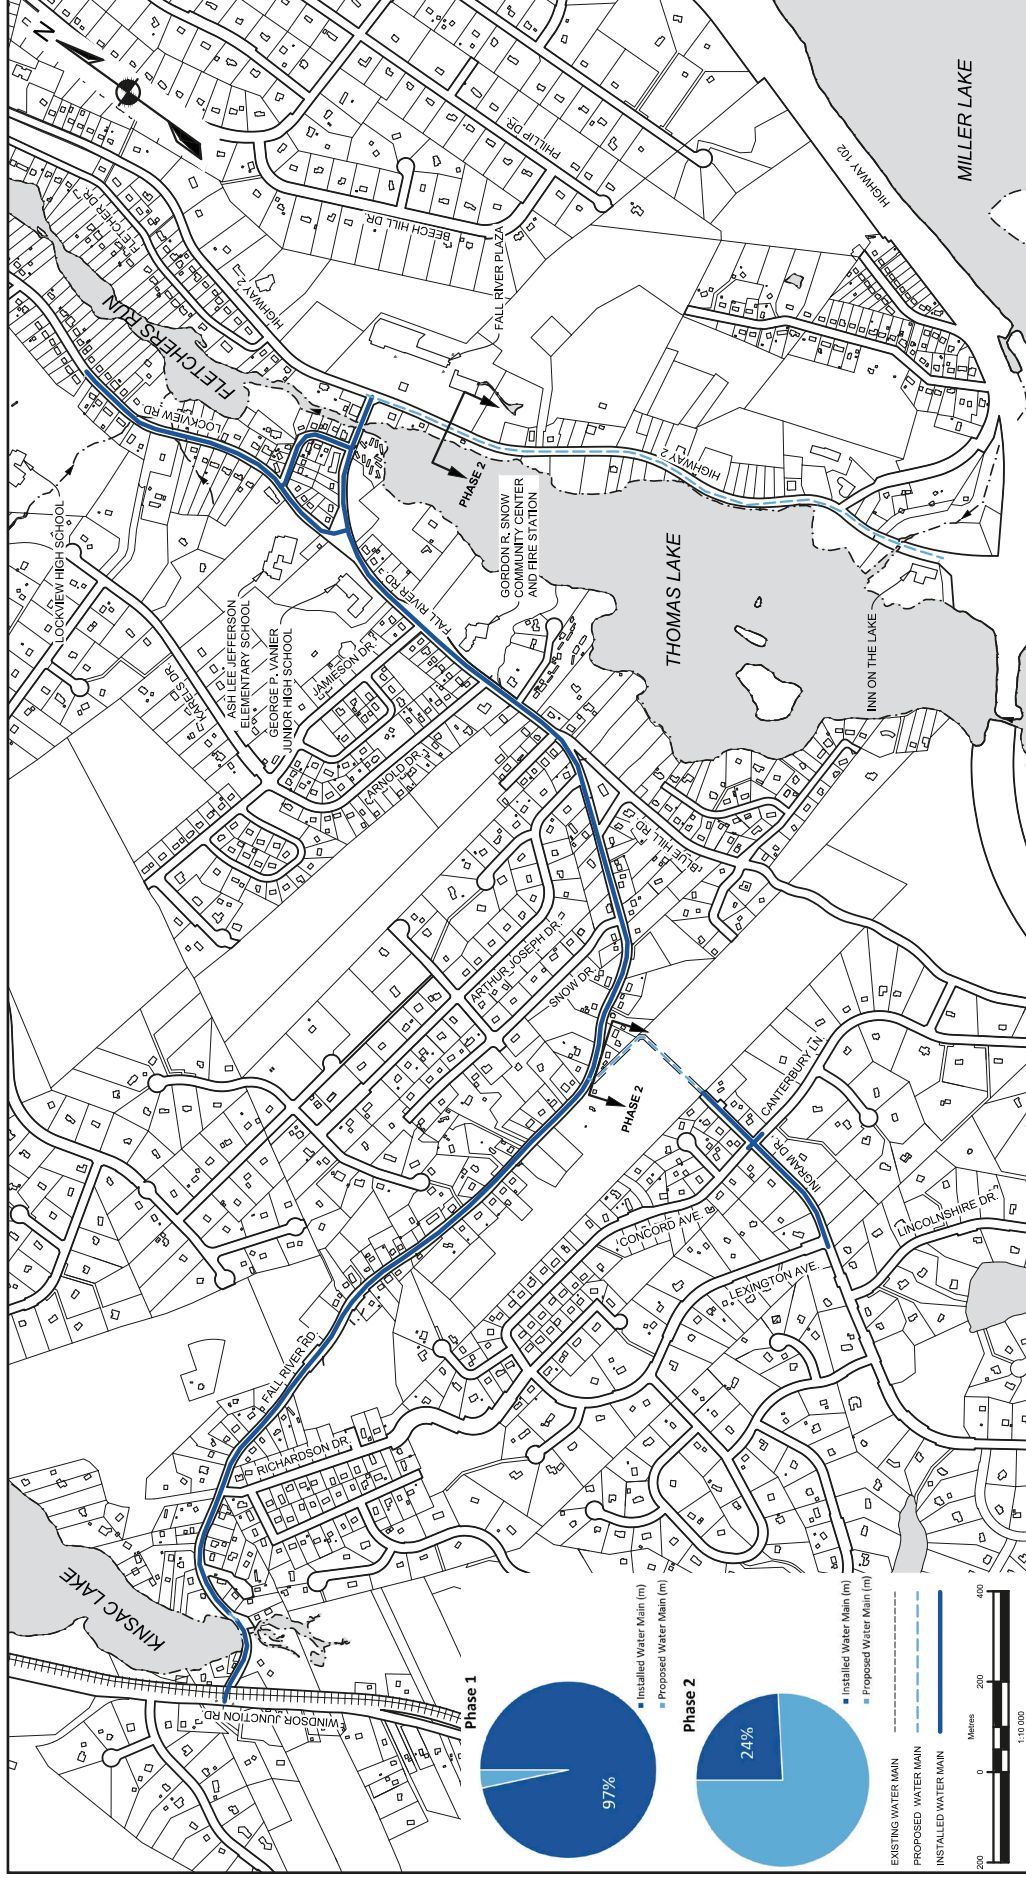 N
MILLER LAKE
HIGHWAY 102
PHILLIP DR.
BEECH HILL DR.
FALL RIVER PLAZA
FLETCHER DR.
HIGHWAY 2
FLETCHERS RUN
LOCKVIEW RD
HIGHWAY 2
PHASE 2
LOCKVIEW HIGH SCHOOL
GORDON R. SNOW
COMMUNITY CENTER
AND FIRE STATION
THOMAS LAKE
INN ON THE LAKE
FALL RIVER RD
ASH LEE JEFFERSON
ELEMENTARY SCHOOL
GEORGE P. VANIER
JUNIOR HIGH SCHOOL
JAMIESON DR.
KARELS DR.
ARNOLD DR.
BLUE HILL RD.
ARTHUR JOSEPH DR.
SNOW DR.
PHASE 2
CANTERBURY LN.
INGRAM DR.
CONCORD AVE.
LINCOLNSHIRE DR.
LEXINGTON AVE.
FALL RIVER RD
RICHARDSON DR.
KINSAC LAKE
WINDSOR JUNCTION RD
Phase 1
97%
Installed Water Main (m)
Proposed Water Main (m)
Phase 2
24%
Installed Water Main (m)
Proposed Water Main (m)
EXISTING WATER MAIN
PROPOSED WATER MAIN
INSTALLED WATER MAIN
Metres
200 0 200 400
1:10 000